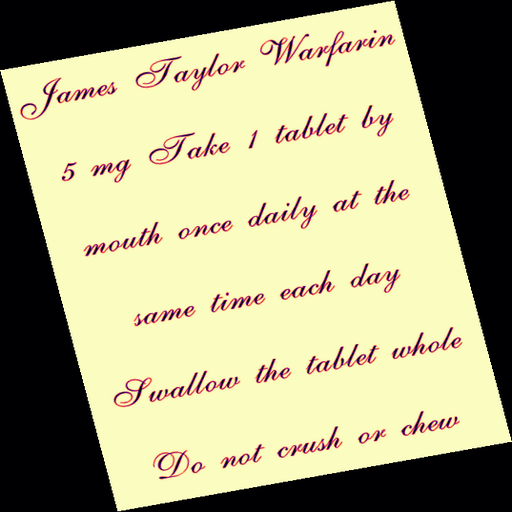 James Taylor Warfarin
5 mg Take 1 tablet by
mouth once daily at the
same time each day
Swallow the tablet whole
Do not crush or chew